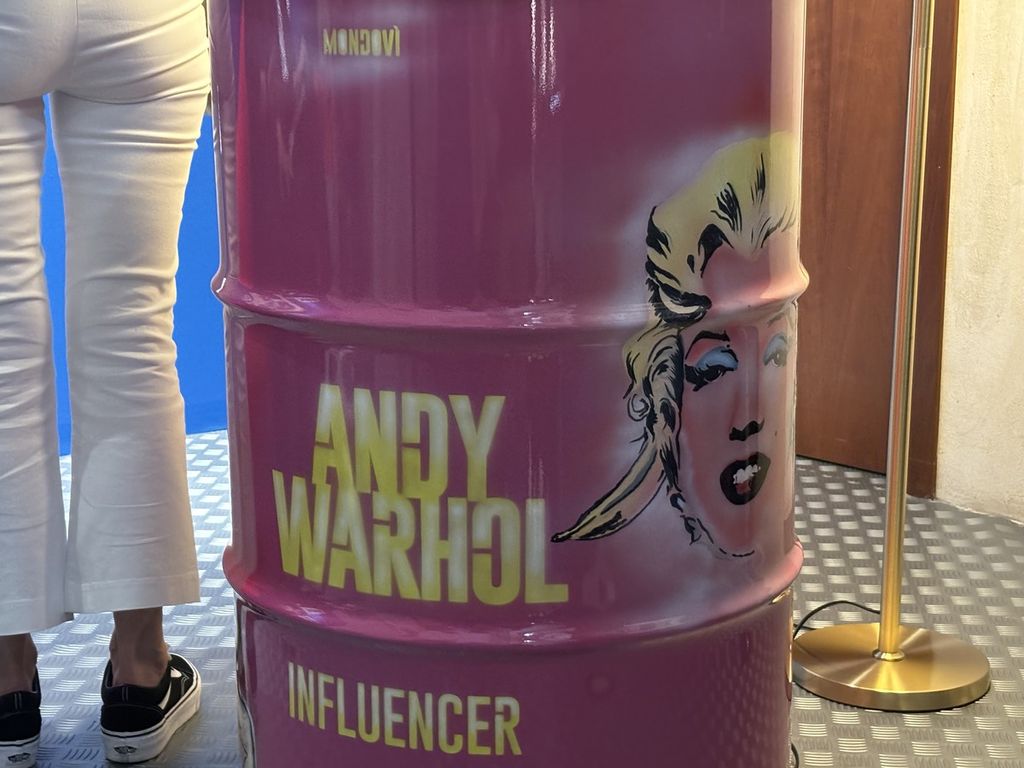 MONDOVÌ
ANDY
WARHOL
INFLUENCER